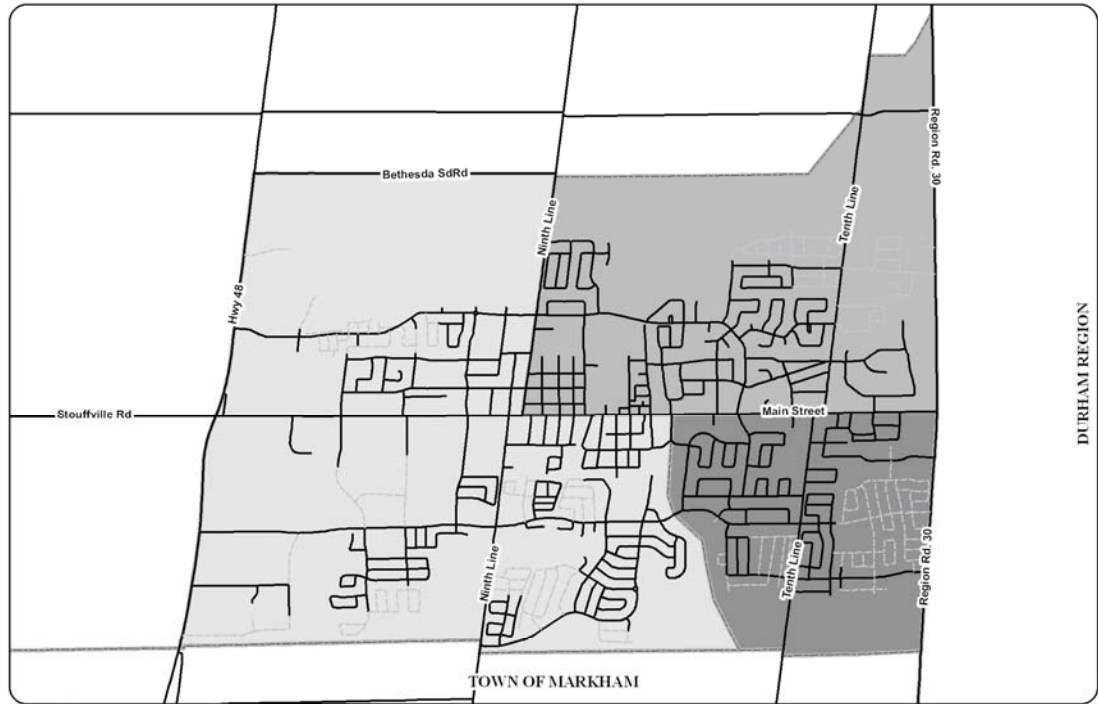 Region Rd. 30
Bethesda SdRd
Ninth Line
Tenth Line
Hwy 48
DURHAM REGION
Stouffville Rd
Main Street
Ninth Line
Tenth Line
Region Rd. 30
TOWN OF MARKHAM